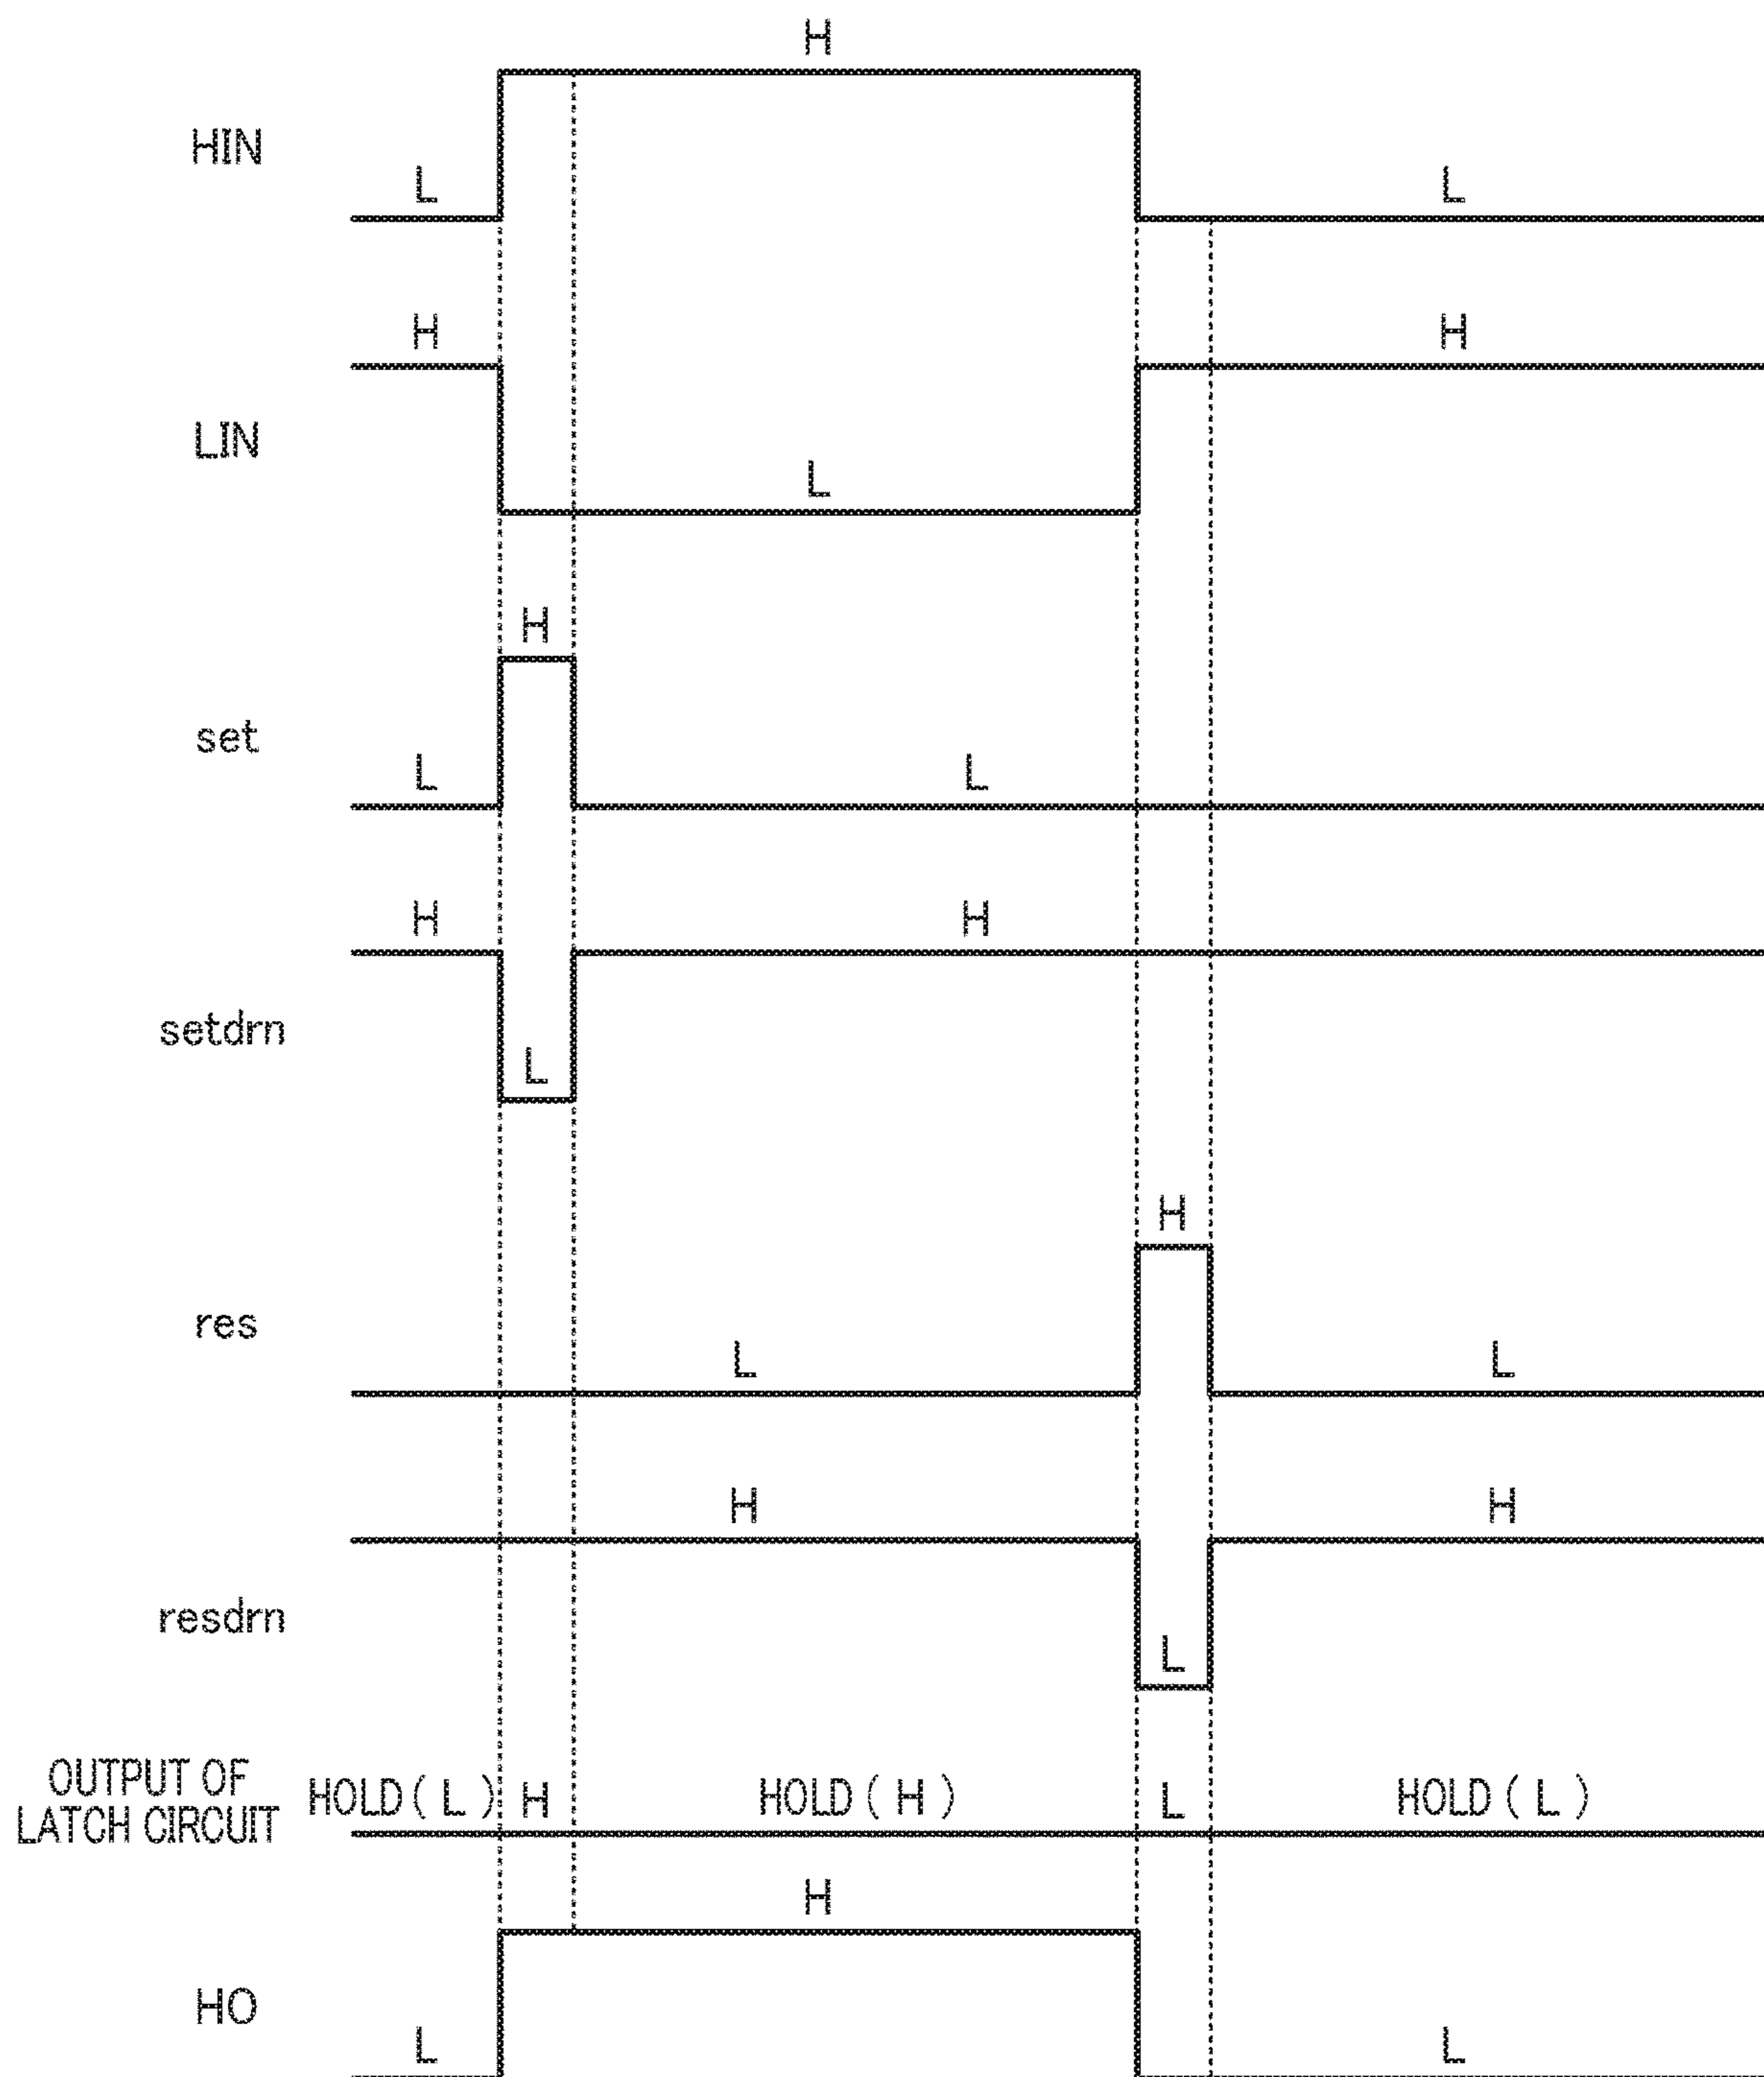 H
HIN
L
L
H
H
LIN
L
H
set
L
L
H
H
setdrn
L
H
res
L
L
H
H
resdrn
L
OUTPUT OF
LATCH CIRCUIT
HOLD ( L ) H HOLD ( H ) L HOLD ( L )
H
HO
L
L